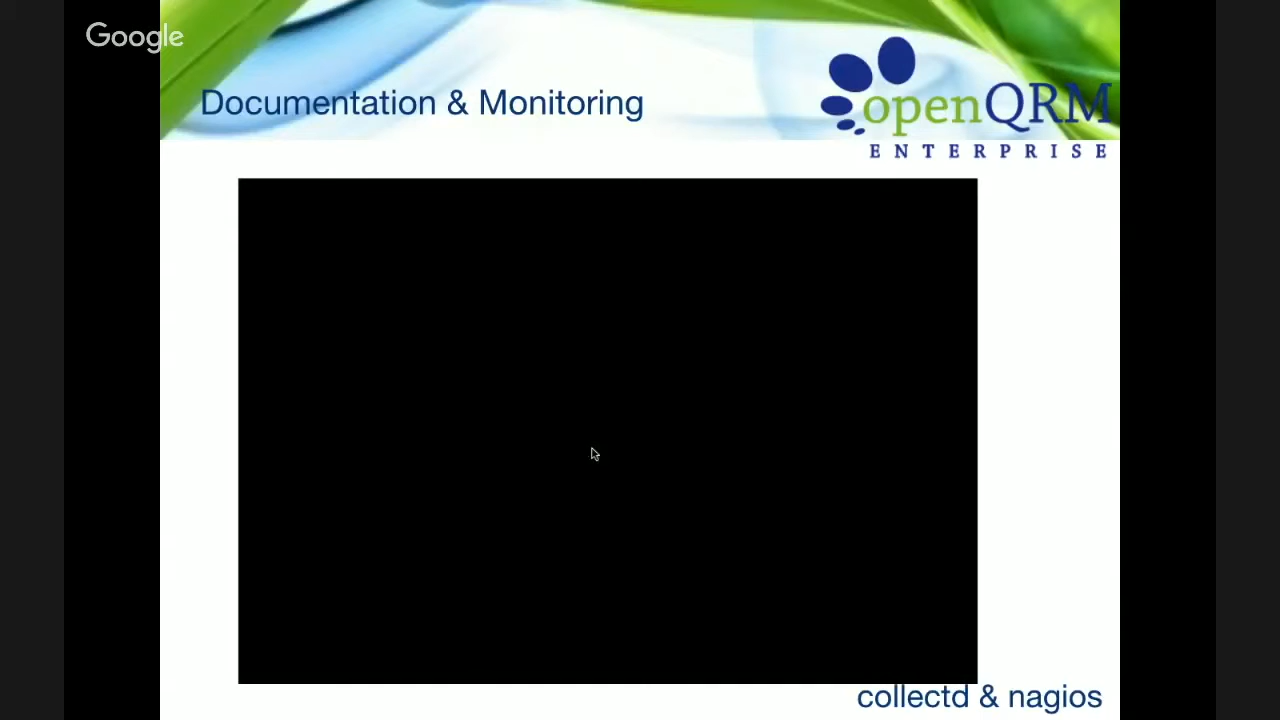 Google
Documentation & Monitoring
openQRM
ENTERPRISE
collectd & nagios